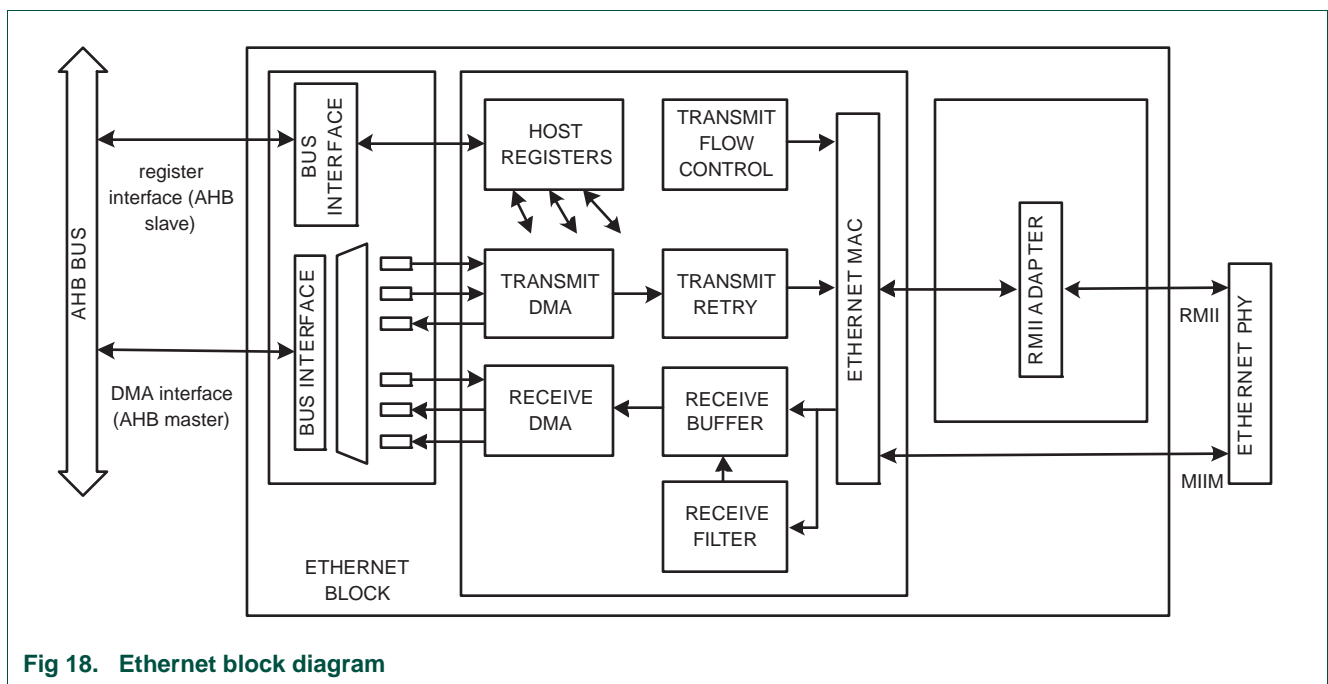 AHB BUS
register
interface (AHB
slave)
DMA interface
(AHB master)
BUS
INTERFACE
BUS INTERFACE
ETHERNET
BLOCK
HOST
REGISTERS
TRANSMIT
FLOW
CONTROL
TRANSMIT
DMA
TRANSMIT
RETRY
RECEIVE
DMA
RECEIVE
BUFFER
RECEIVE
FILTER
ETHERNET MAC
RMII ADAPTER
RMII
MIIM
ETHERNET PHY
Fig 18. Ethernet block diagram